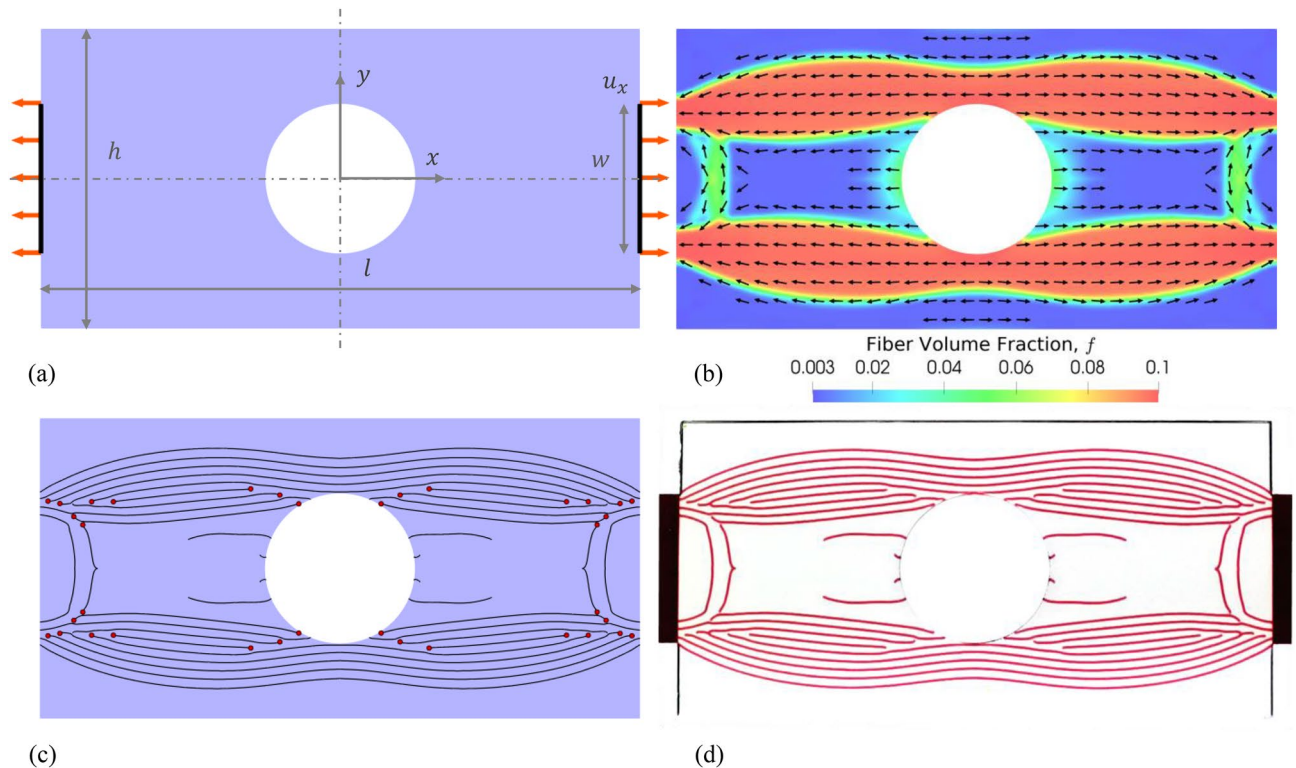 y
u_x
h
x
w
l
(a)
(b)
Fiber Volume Fraction, f
0.003 0.02 0.04 0.06 0.08 0.1
(c)
(d)